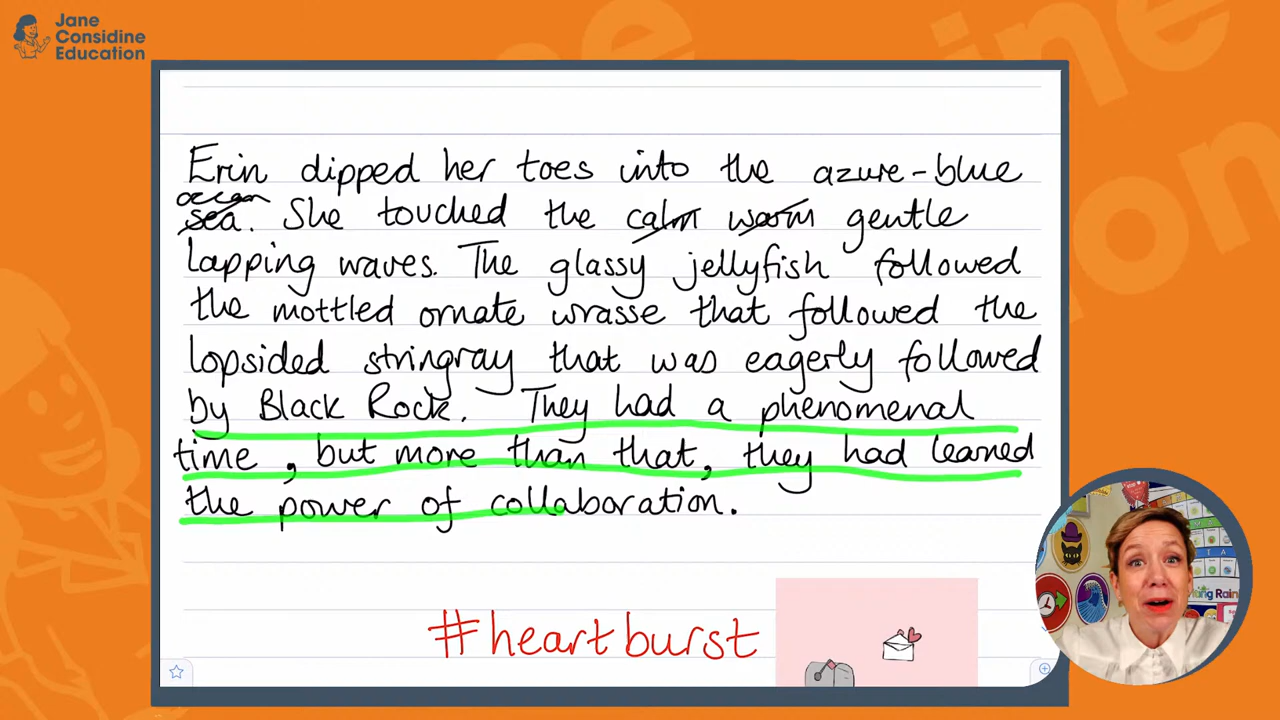 Jane
Considine
Education
Erin dipped her toes into the azure-blue
ocean
sea. She touched the calm warm gentle
lapping waves. The glassy jellyfish followed
the mottled ornate wrasse that followed the
lopsided stringray that was eagerly followed
by Black Rock. They had a phenomenal
time, but more than that, they had learned
the power of collaboration.
#heartburst